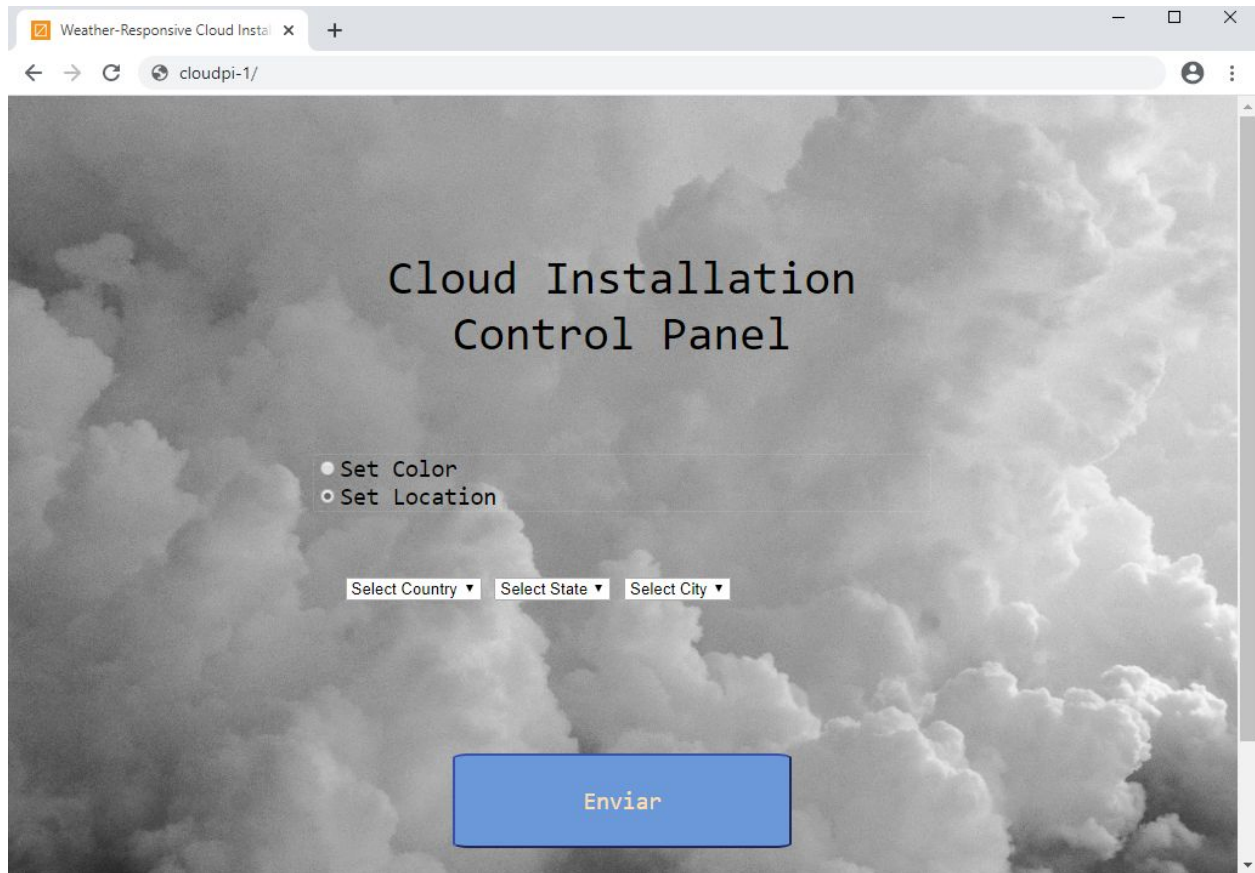 Weather-Responsive Cloud Instal
cloudpi-1/
Cloud Installation
Control Panel
Set Color
Set Location
Select Country Select State Select City
Enviar